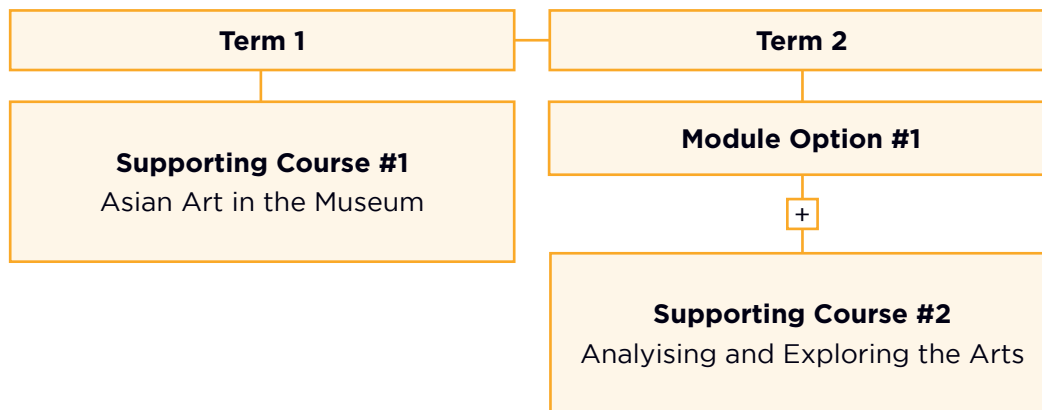 Term 1
Term 2
Supporting Course #1
Asian Art in the Museum
Module Option #1
+
Supporting Course #2
Analyising and Exploring the Arts